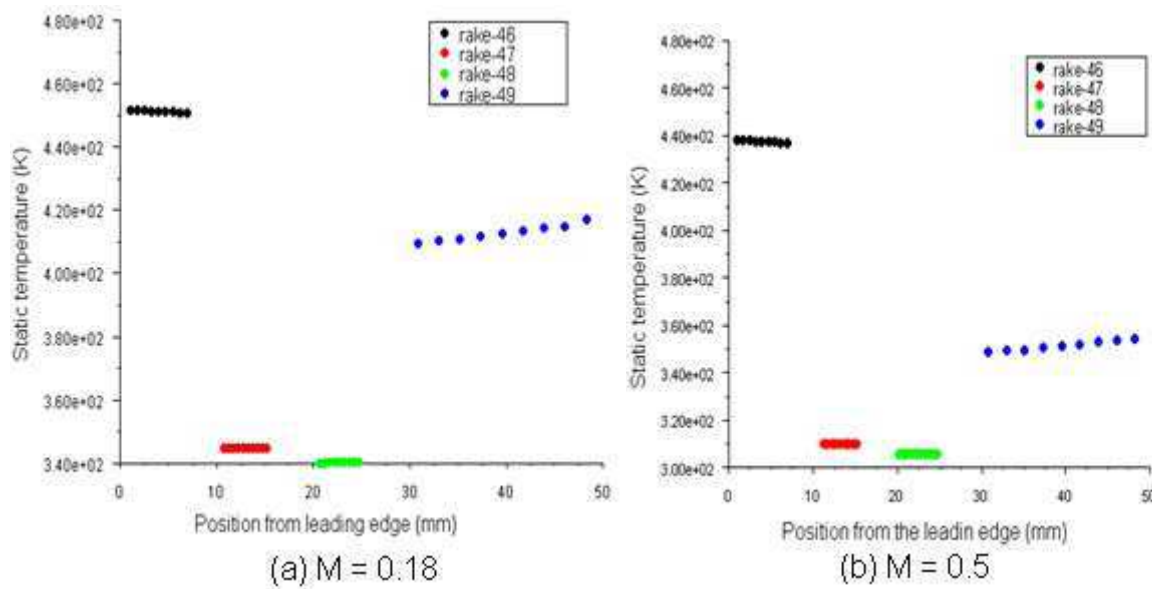 4.80e+02
4.60e+02
4.40e+02
4.20e+02
4.00e+02
3.80e+02
3.60e+02
3.40e+02
Static temperature (K)
0 10 20 30 40 50
Position from leading edge (mm)
rake-46
rake-47
rake-48
rake-49
(a) M = 0.18
4.80e+02
4.60e+02
4.40e+02
4.20e+02
4.00e+02
3.80e+02
3.60e+02
3.40e+02
3.20e+02
3.00e+02
Static temperature (K)
0 10 20 30 40 50
Position from the leadin edge (mm)
rake-46
rake-47
rake-48
rake-49
(b) M = 0.5